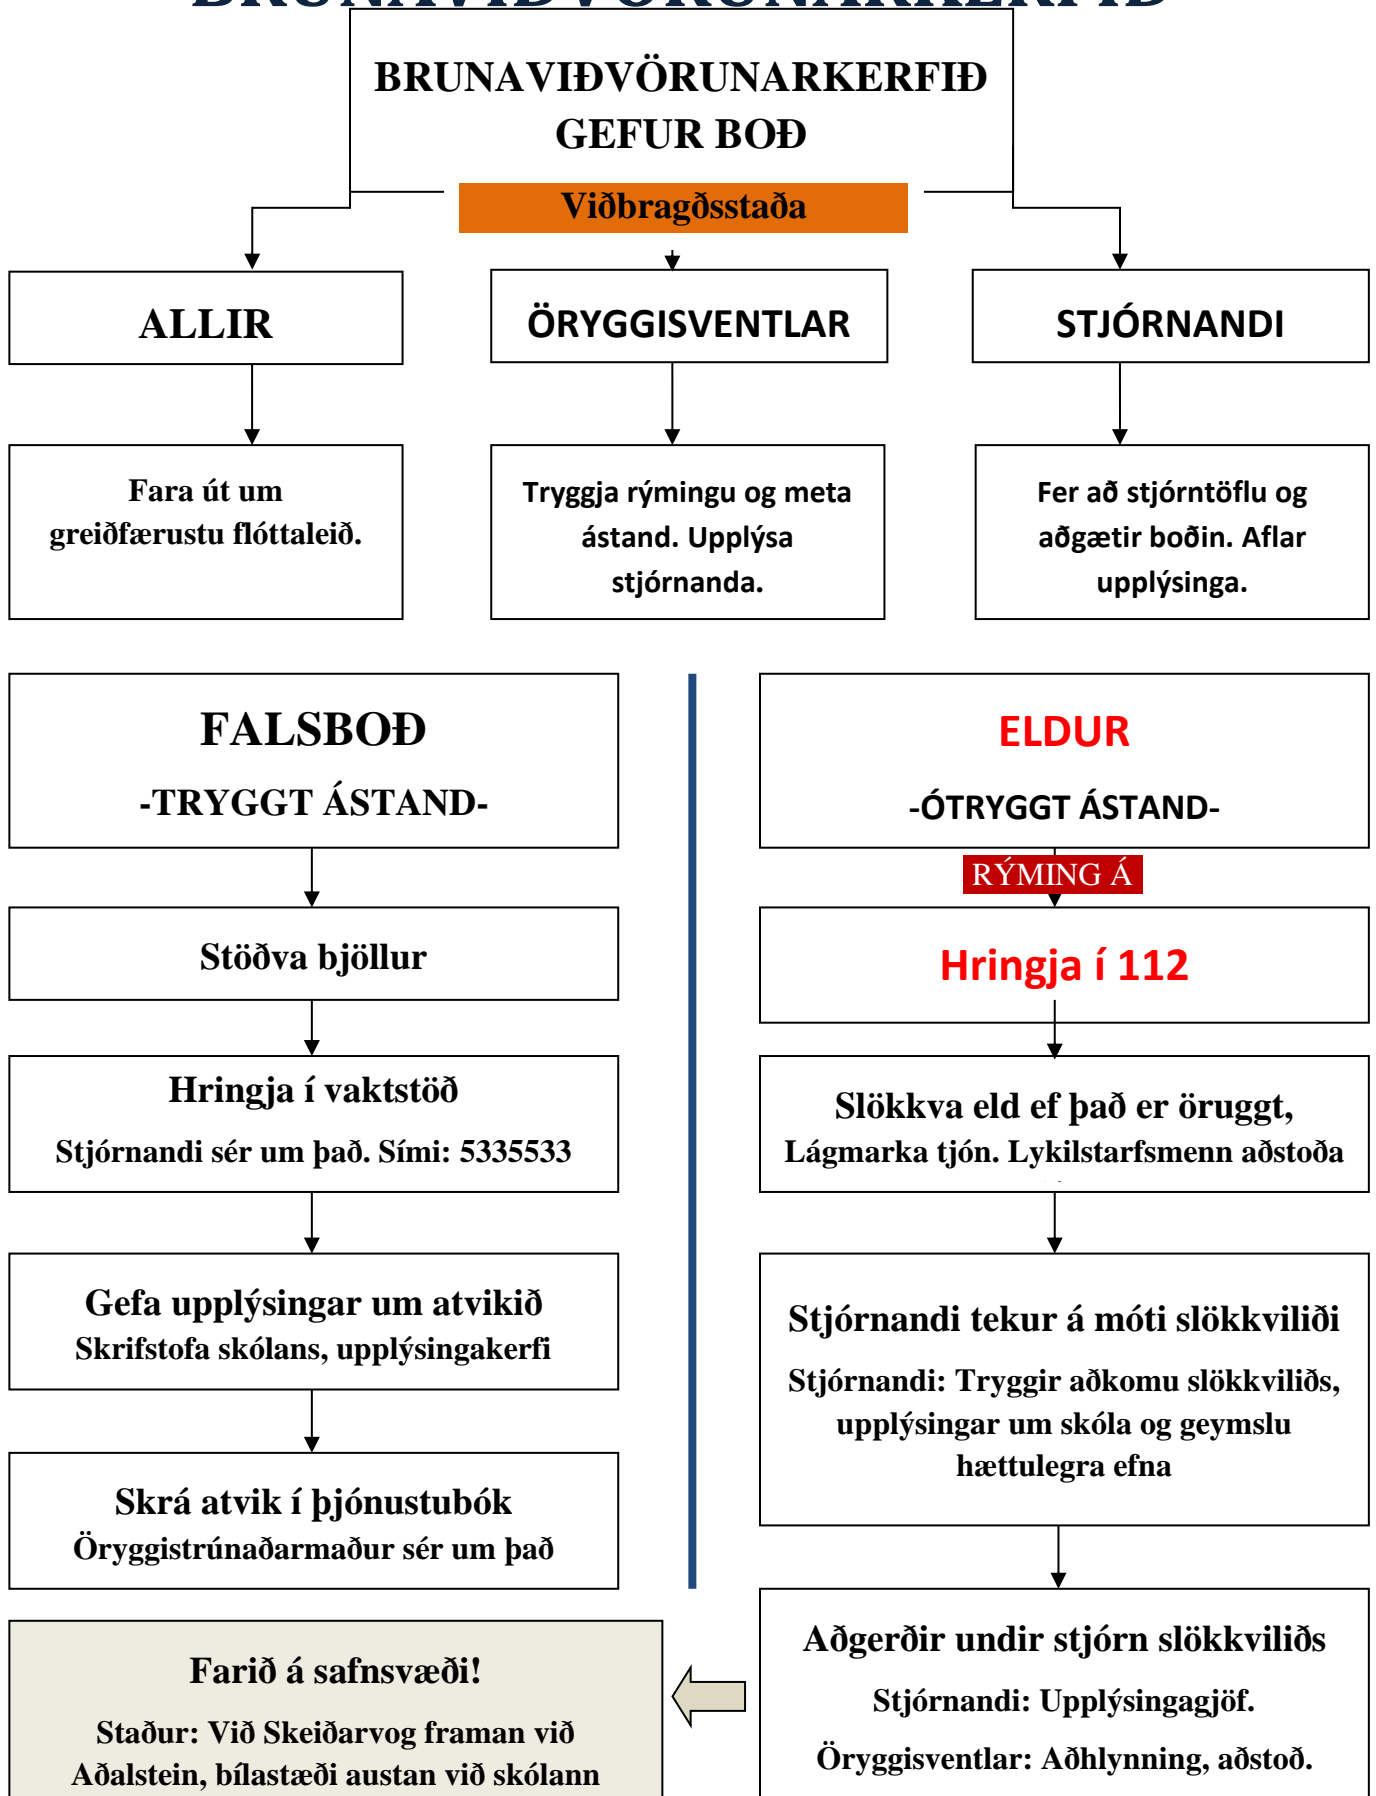 BRUNAVIÐVÖRUNARKERFIÐ
BRUNAVIÐVÖRUNARKERFIÐ
GEFUR BOÐ
Viðbragðsstaða
ALLIR
ÖRYGGISVENTLAR
STJÓRNANDI
Fara út um
greiðfærustu flóttaleið.
Tryggja rýmingu og meta
ástand. Upplýsa
stjórnanda.
Fer að stjórntöflu og
aðgætir boðin. Aflar
upplýsinga.
FALSBOÐ
-TRYGGT ÁSTAND-
Stöðva bjöllur
Hringja í vaktstöð
Stjórnandi sér um það. Sími: 5335533
Gefa upplýsingar um atvikið
Skrifstofa skólans, upplýsingakerfi
Skrá atvik í þjónustubók
Öryggistrúnaðarmaður sér um það
ELDUR
-ÓTRYGGT ÁSTAND-
RÝMING Á
Hringja í 112
Slökkva eld ef það er öruggt,
Lágmarka tjón. Lykilstarfsmenn aðstoða
Stjórnandi tekur á móti slökkviliði
Stjórnandi: Tryggir aðkomu slökkviliðs,
upplýsingar um skóla og geymslu
hættulegra efna
Aðgerðir undir stjórn slökkviliðs
Stjórnandi: Upplýsingagjöf.
Öryggisventlar: Aðhlynning, aðstoð.
Farið á safnsvæði!
Staður: Við Skeiðarvog framan við
Aðalstein, bílastæði austan við skólann